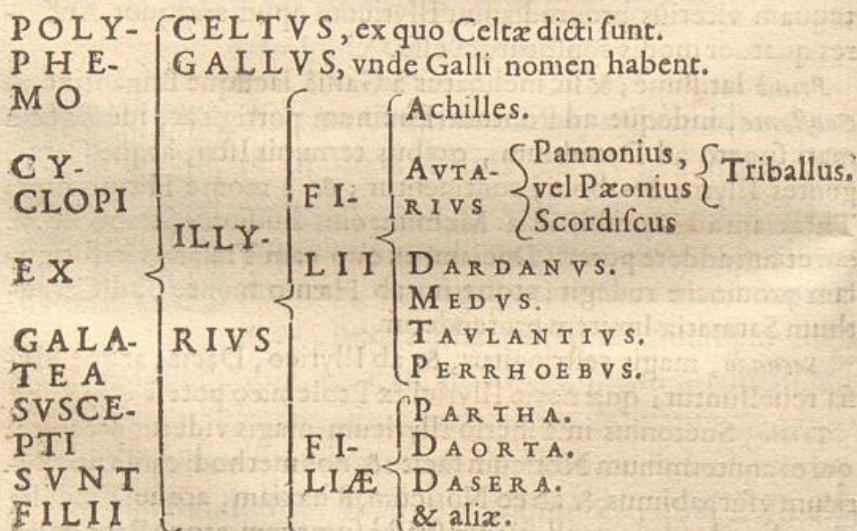 POLY-
PHE-
MO
CY-
CLOPI
EX
GALA-
TEA
SVSCE-
PTI
SVNT
FILII
CELTVS, ex quo Celtæ dicti ſunt.
GALLVS, vnde Galli nomen habent.
ILLY-
RIVS
FI-
LII
Achilles.
AVTA-
RIVS
Pannonius,
vel Pæonius
Scordiſcus
Triballus.
DARDANVS.
MEDVS.
TAVLANTIVS.
PERRHOEBVS.
FI-
LIÆ
PARTHA.
DAORTA.
DASERA.
& aliæ.